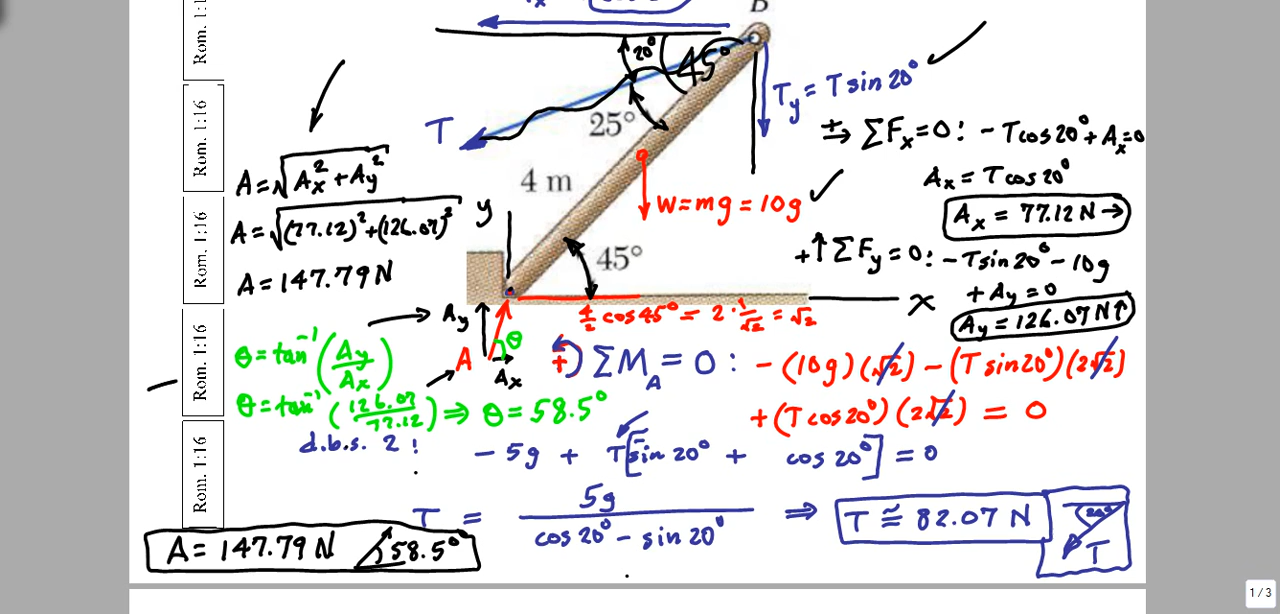 B
20°
45°
T
Ty = T sin 20°
25°
4 m
W = mg = 10g
y
45°
x
4/2 cos 45° = 2 · 1/√2 = √2
A = √(Ax² + Ay²)
A = √((77.12)² + (126.07)²)
A = 147.79 N
Ay
A
θ
Ax
θ = tan⁻¹(Ay/Ax)
θ = tan⁻¹(126.07/77.12) ⇒ θ = 58.5°
+→ ΣFx = 0: - T cos 20° + Ax = 0
Ax = T cos 20°
Ax = 77.12 N →
+↑ ΣFy = 0: - T sin 20° - 10g
+ Ay = 0
Ay = 126.07 N ↑
+ ΣMA = 0: - (10g)(√2) - (T sin 20°)(2√2)
+ (T cos 20°)(2√2) = 0
d.b.s. 2:
- 5g + T[- sin 20° + cos 20°] = 0
T = 5g / (cos 20° - sin 20°) ⇒ T ≅ 82.07 N
20°
T
A = 147.79 N 58.5°
Rom. 1:16
Rom. 1:16
Rom. 1:16
Rom. 1:16
Rom. 1:16
1 / 3